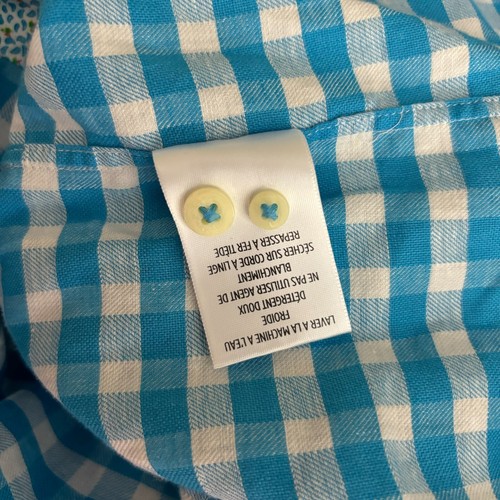 LAVER A LA MACHINE A L'EAU
FROIDE
DÉTERGENT DOUX
NE PAS UTILISER AGENT DE
BLANCHIMENT
SÉCHER SUR CORDE A LINGE
REPASSER A FER TIÈDE